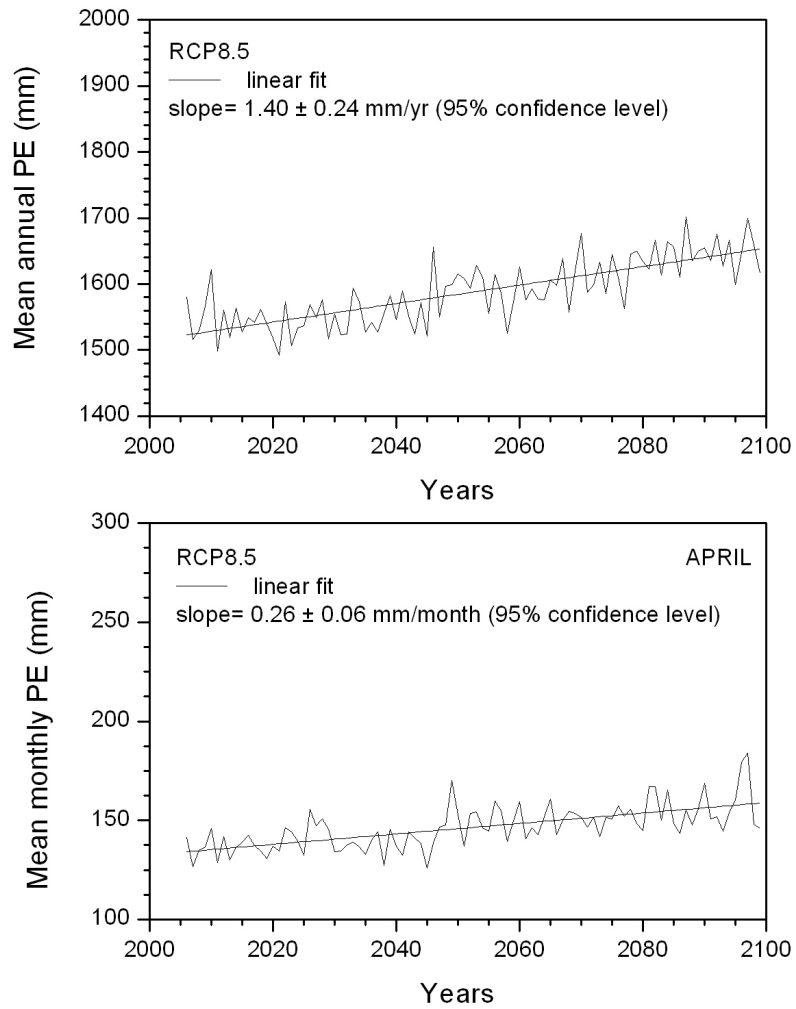 2000
1900
1800
1700
1600
1500
1400
Mean annual PE (mm)
RCP8.5
linear fit
slope= 1.40 ± 0.24 mm/yr (95% confidence level)
2000 2020 2040 2060 2080 2100
Years
300
250
200
150
100
Mean monthly PE (mm)
RCP8.5 APRIL
linear fit
slope= 0.26 ± 0.06 mm/month (95% confidence level)
2000 2020 2040 2060 2080 2100
Years